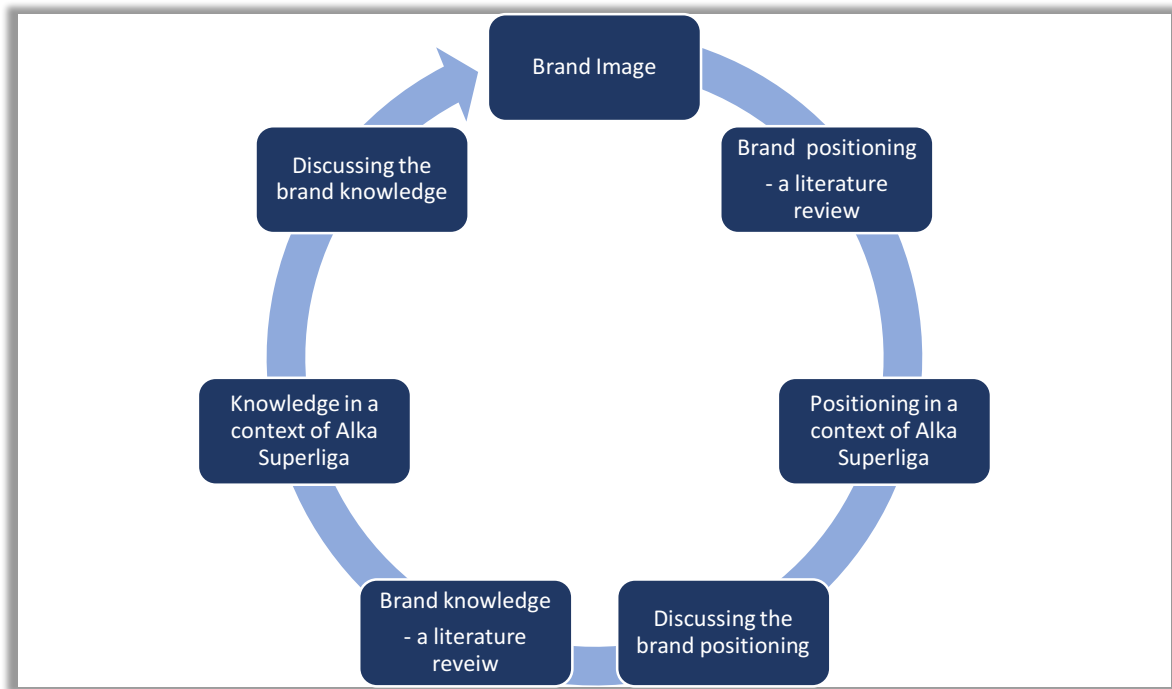 Brand Image
Brand  positioning
- a literature
review
Positioning in a
context of Alka
Superliga
Discussing the
brand positioning
Brand knowledge
- a literature
reveiw
Knowledge in a
context of Alka
Superliga
Discussing the
brand knowledge